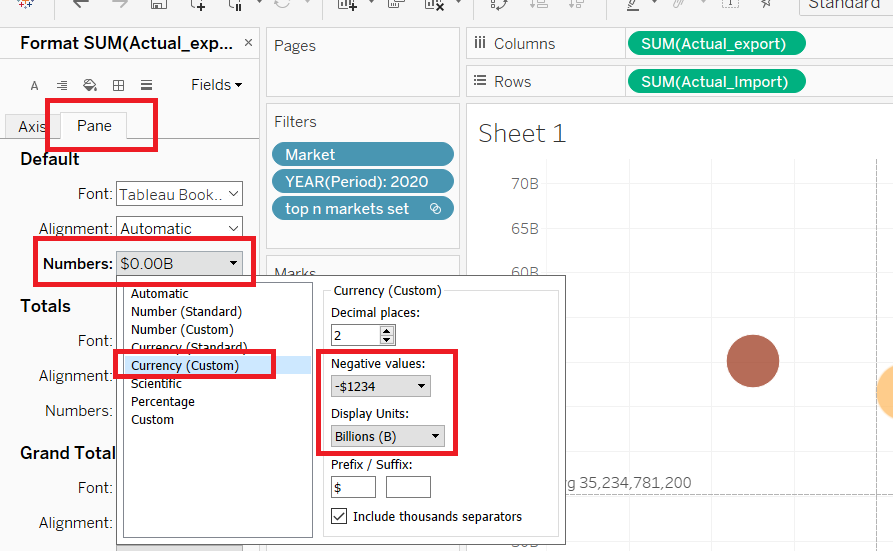 Standard
Format SUM(Actual_exp...
Fields
Axis
Pane
Default
Font: Tableau Book..
Alignment: Automatic
Numbers: $0.00B
Totals
Font:
Alignment:
Numbers:
Grand Total
Font:
Alignment:
Automatic
Number (Standard)
Number (Custom)
Currency (Standard)
Currency (Custom)
Scientific
Percentage
Custom
Currency (Custom)
Decimal places:
2
Negative values:
-$1234
Display Units:
Billions (B)
Prefix / Suffix:
$
Include thousands separators
Pages
Filters
Market
YEAR(Period): 2020
top n markets set
Marks
Columns
SUM(Actual_export)
Rows
SUM(Actual_Import)
Sheet 1
70B
65B
60B
g 35,234,781,200
30B